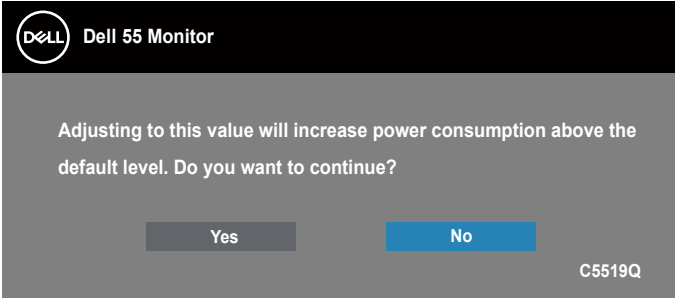 DELL
Dell 55 Monitor
Adjusting to this value will increase power consumption above the
default level. Do you want to continue?
Yes
No
C5519Q